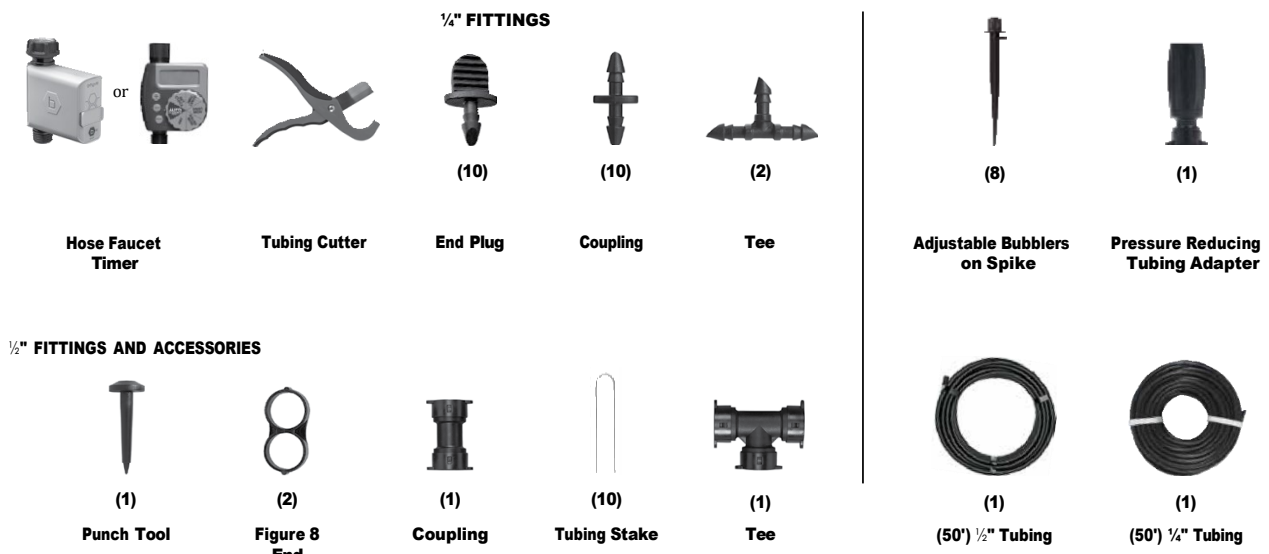 ¼" FITTINGS
or
(10)
(10)
(2)
(8)
(1)
Hose Faucet
Timer
Tubing Cutter
End Plug
Coupling
Tee
Adjustable Bubblers
on Spike
Pressure Reducing
Tubing Adapter
½" FITTINGS AND ACCESSORIES
(1)
(2)
(1)
(10)
(1)
(1)
(1)
Punch Tool
Figure 8
End
Coupling
Tubing Stake
Tee
(50') ½" Tubing
(50') ¼" Tubing